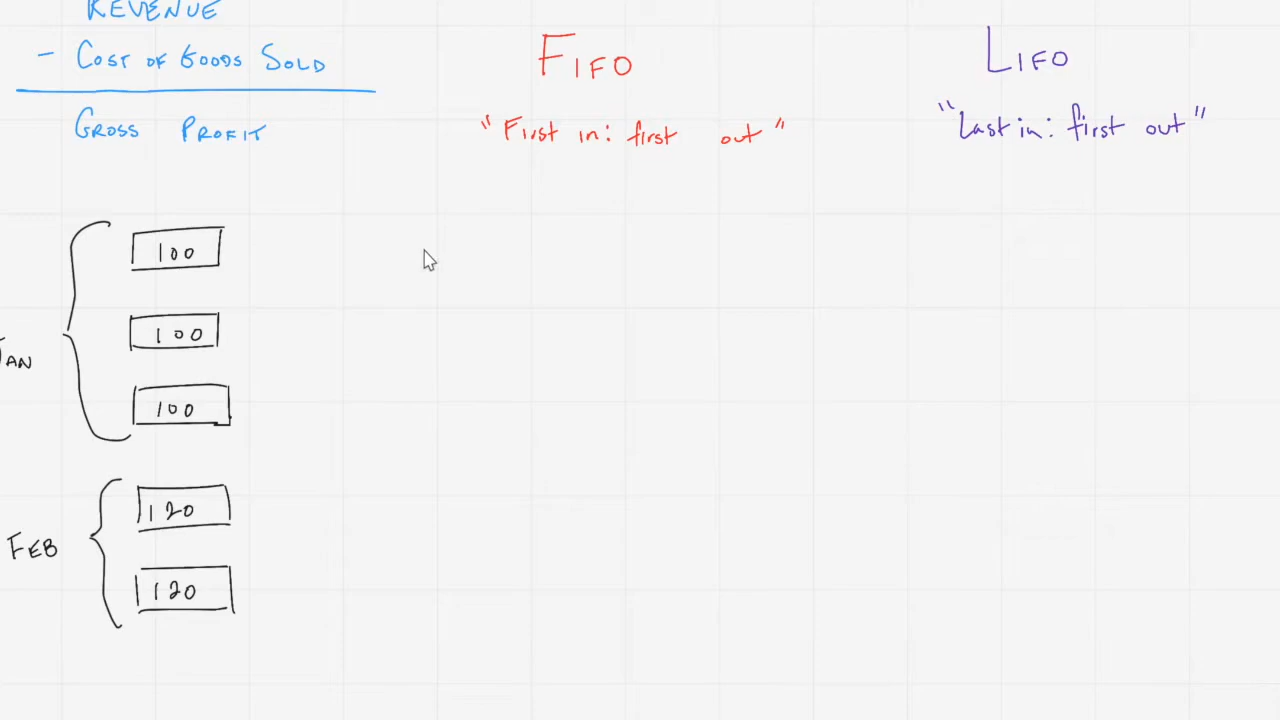 REVENUE
- COST OF GOODS SOLD
GROSS PROFIT
FIFO
"First in: first out"
LIFO
"Last in: first out"
JAN
100
100
100
FEB
120
120